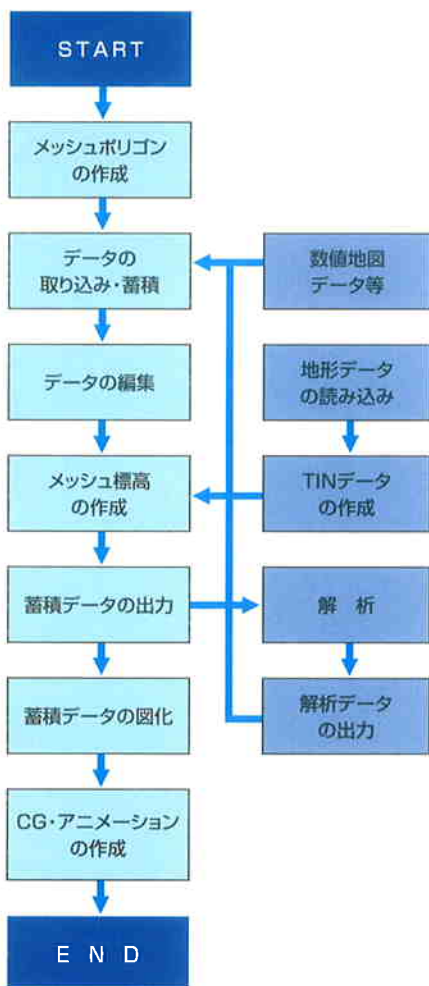 START
メッシュポリゴン
の作成
データの
取り込み・蓄積
数値地図
データ等
データの編集
地形データ
の読み込み
メッシュ標高
の作成
TINデータ
の作成
蓄積データの出力
解　析
蓄積データの図化
解析データ
の出力
CG・アニメーション
の作成
E N D